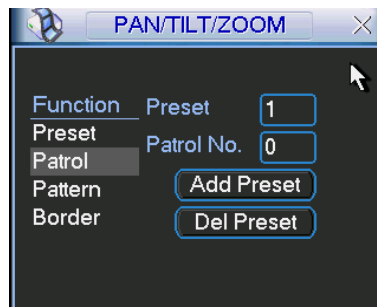 PAN/TILT/ZOOM
Function
Preset
Patrol
Pattern
Border
Preset 1
Patrol No. 0
Add Preset
Del Preset